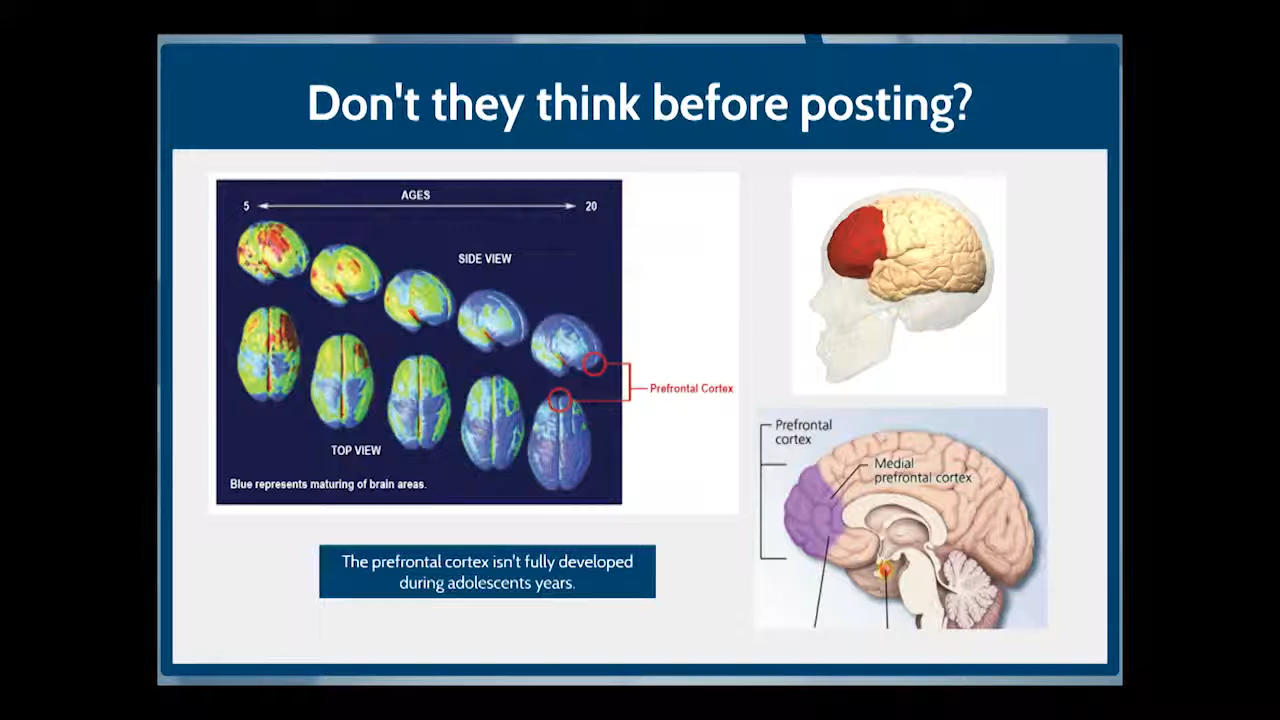 Don't they think before posting?
AGES
5
20
SIDE VIEW
Prefrontal Cortex
TOP VIEW
Blue represents maturing of brain areas.
Prefrontal
cortex
Medial
prefrontal cortex
The prefrontal cortex isn't fully developed
during adolescents years.